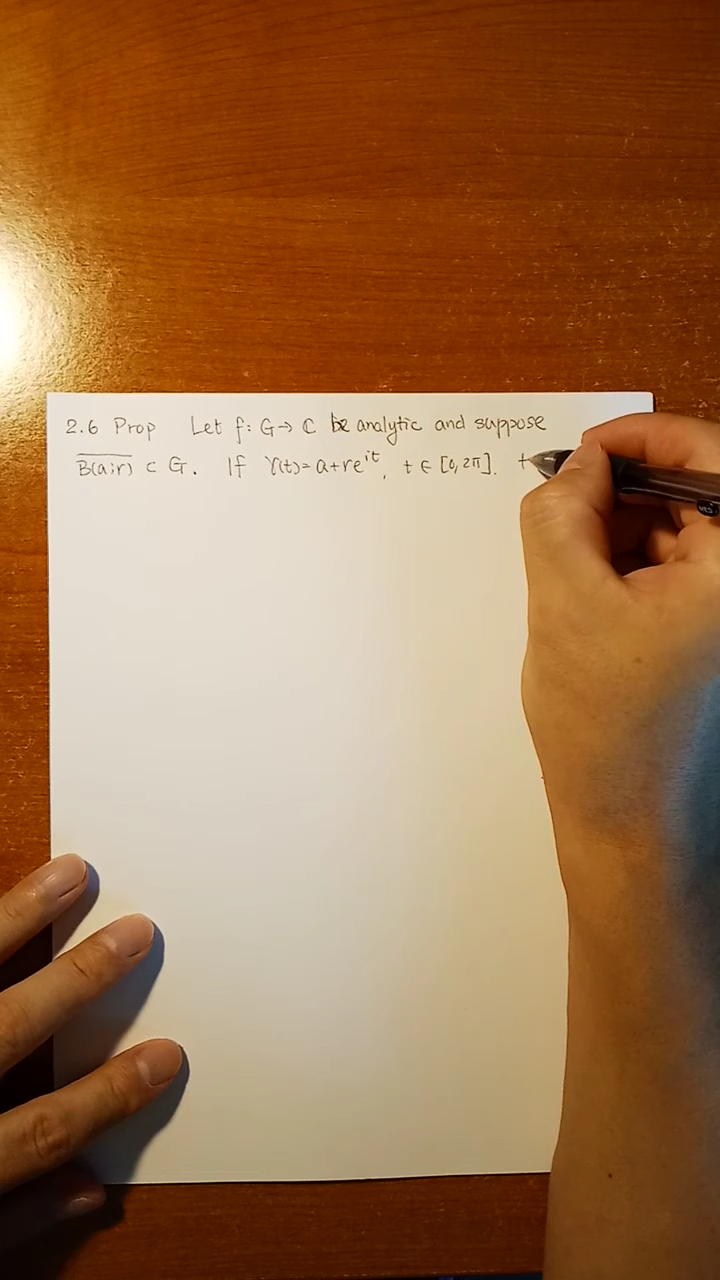 2.6 Prop Let f: G→ ℂ be analytic and suppose
B̅(̅a̅;̅r̅)̅ ⊂ G. If γ(t)=a+re^it, t ∈ [0,2π]. t